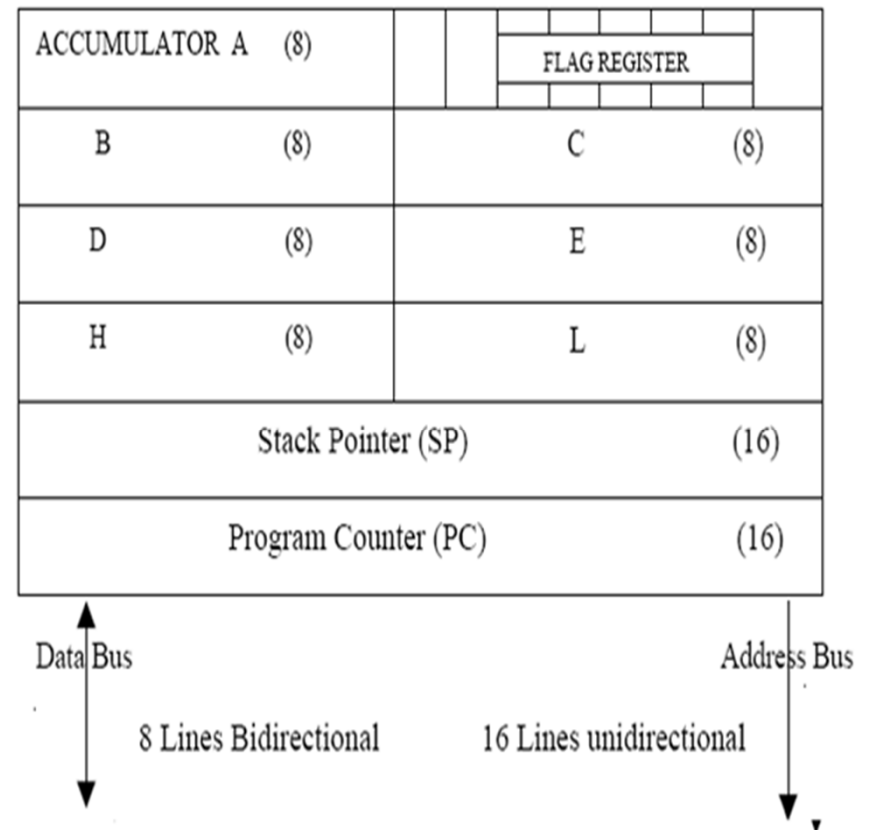 ACCUMULATOR A (8)
FLAG REGISTER
B (8) C (8)
D (8) E (8)
H (8) L (8)
Stack Pointer (SP) (16)
Program Counter (PC) (16)
Data Bus Address Bus
8 Lines Bidirectional 16 Lines unidirectional